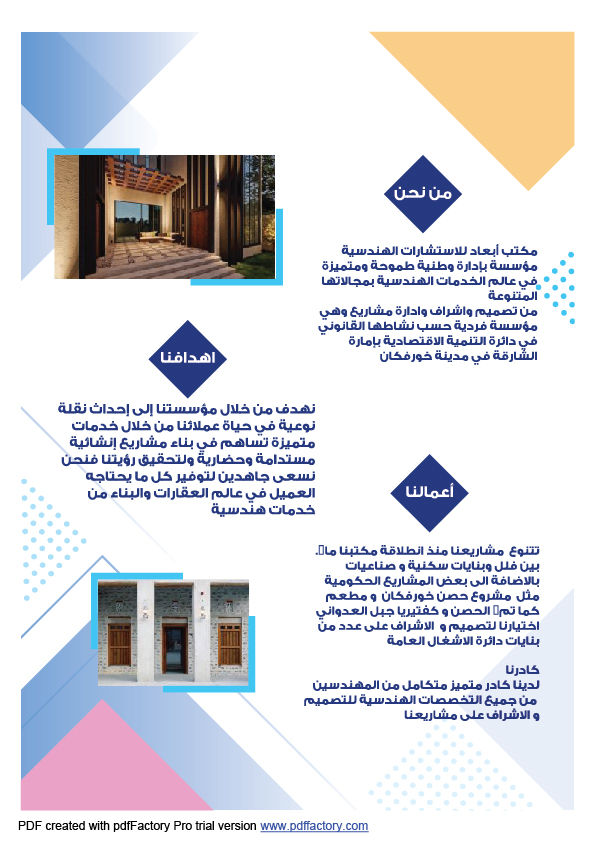 من نحن
مكتب أبعاد للاستشارات الهندسية
مؤسسة بإدارة وطنية طموحة ومتميزة
في عالم الخدمات الهندسية بمجالاتها
المتنوعة
من تصميم واشراف وادارة مشاريع وهي
مؤسسة فردية حسب نشاطها القانوني
في دائرة التنمية الاقتصادية بإمارة
الشارقة في مدينة خورفكان
اهدافنا
نهدف من خلال مؤسستنا إلى إحداث نقلة
نوعية في حياة عملائنا من خلال خدمات
متميزة تساهم في بناء مشاريع إنشائية
مستدامة وحضارية ولتحقيق رؤيتنا فنحن
نسعى جاهدين لتوفير كل ما يحتاجه
العميل في عالم العقارات والبناء من
خدمات هندسية
أعمالنا
تتنوع مشاريعنا منذ انطلاقة مكتبنا ما.
بين فلل وبنايات سكنية و صناعيات
بالاضافة الى بعض المشاريع الحكومية
مثل مشروع حصن خورفكان و مطعم
كما تم الحصن و كفتيريا جبل العدواني
اختيارنا لتصميم و الاشراف على عدد من
بنايات دائرة الاشغال العامة
كادرنا
لدينا كادر متميز متكامل من المهندسين
من جميع التخصصات الهندسية للتصميم
و الاشراف على مشاريعنا
PDF created with pdfFactory Pro trial version www.pdffactory.com